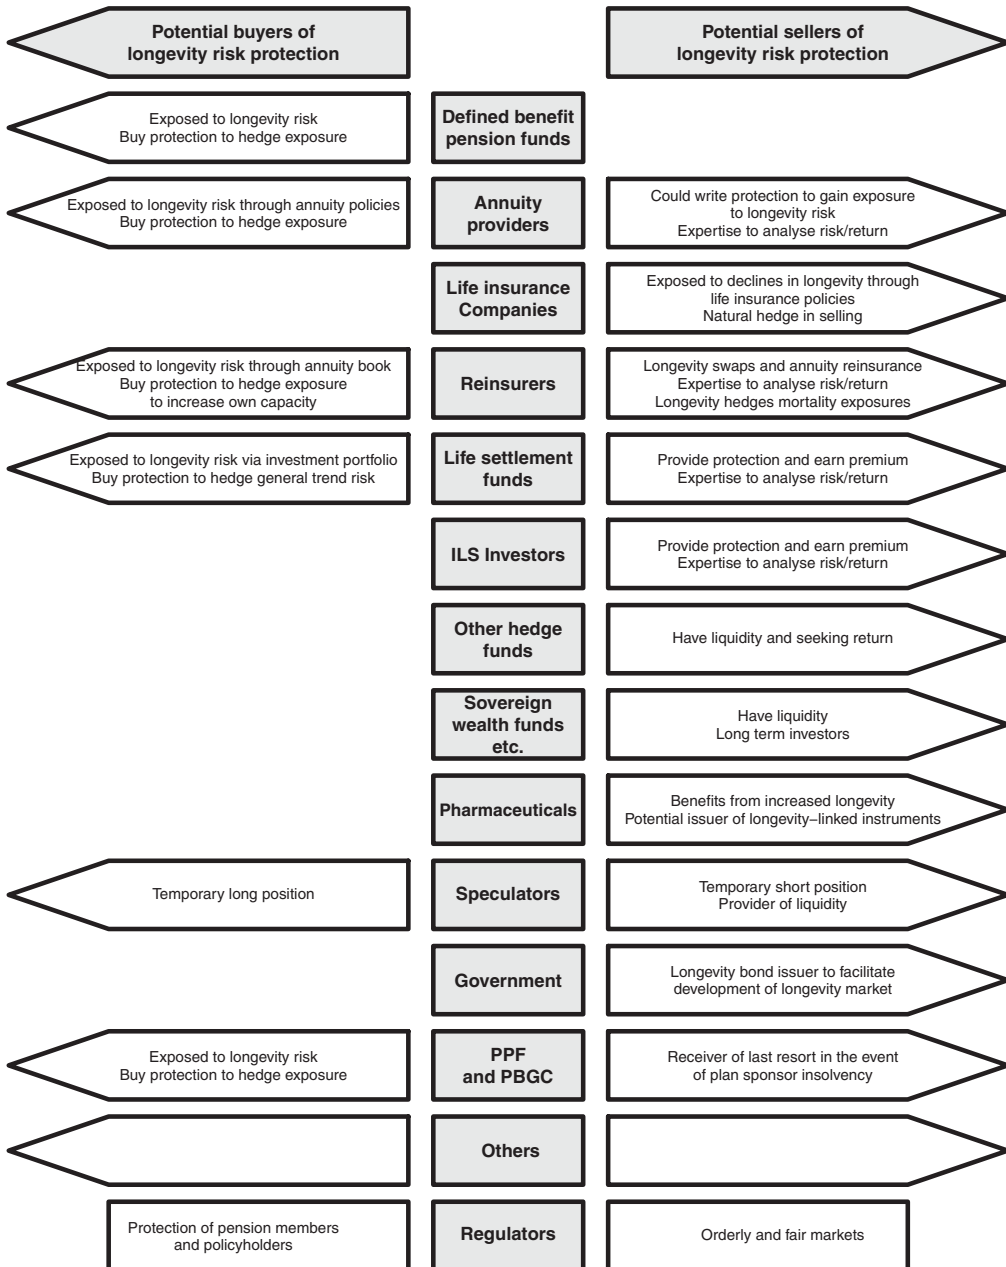 Potential buyers of
longevity risk protection
Potential sellers of
longevity risk protection
Exposed to longevity risk
Buy protection to hedge exposure
Defined benefit
pension funds
Exposed to longevity risk through annuity policies
Buy protection to hedge exposure
Annuity
providers
Could write protection to gain exposure
to longevity risk
Expertise to analyse risk/return
Life insurance
Companies
Exposed to declines in longevity through
life insurance policies
Natural hedge in selling
Exposed to longevity risk through annuity book
Buy protection to hedge exposure
to increase own capacity
Reinsurers
Longevity swaps and annuity reinsurance
Expertise to analyse risk/return
Longevity hedges mortality exposures
Exposed to longevity risk via investment portfolio
Buy protection to hedge general trend risk
Life settlement
funds
Provide protection and earn premium
Expertise to analyse risk/return
ILS Investors
Provide protection and earn premium
Expertise to analyse risk/return
Other hedge
funds
Have liquidity and seeking return
Sovereign
wealth funds
etc.
Have liquidity
Long term investors
Pharmaceuticals
Benefits from increased longevity
Potential issuer of longevity–linked instruments
Temporary long position
Speculators
Temporary short position
Provider of liquidity
Government
Longevity bond issuer to facilitate
development of longevity market
Exposed to longevity risk
Buy protection to hedge exposure
PPF
and PBGC
Receiver of last resort in the event
of plan sponsor insolvency
Others
Protection of pension members
and policyholders
Regulators
Orderly and fair markets